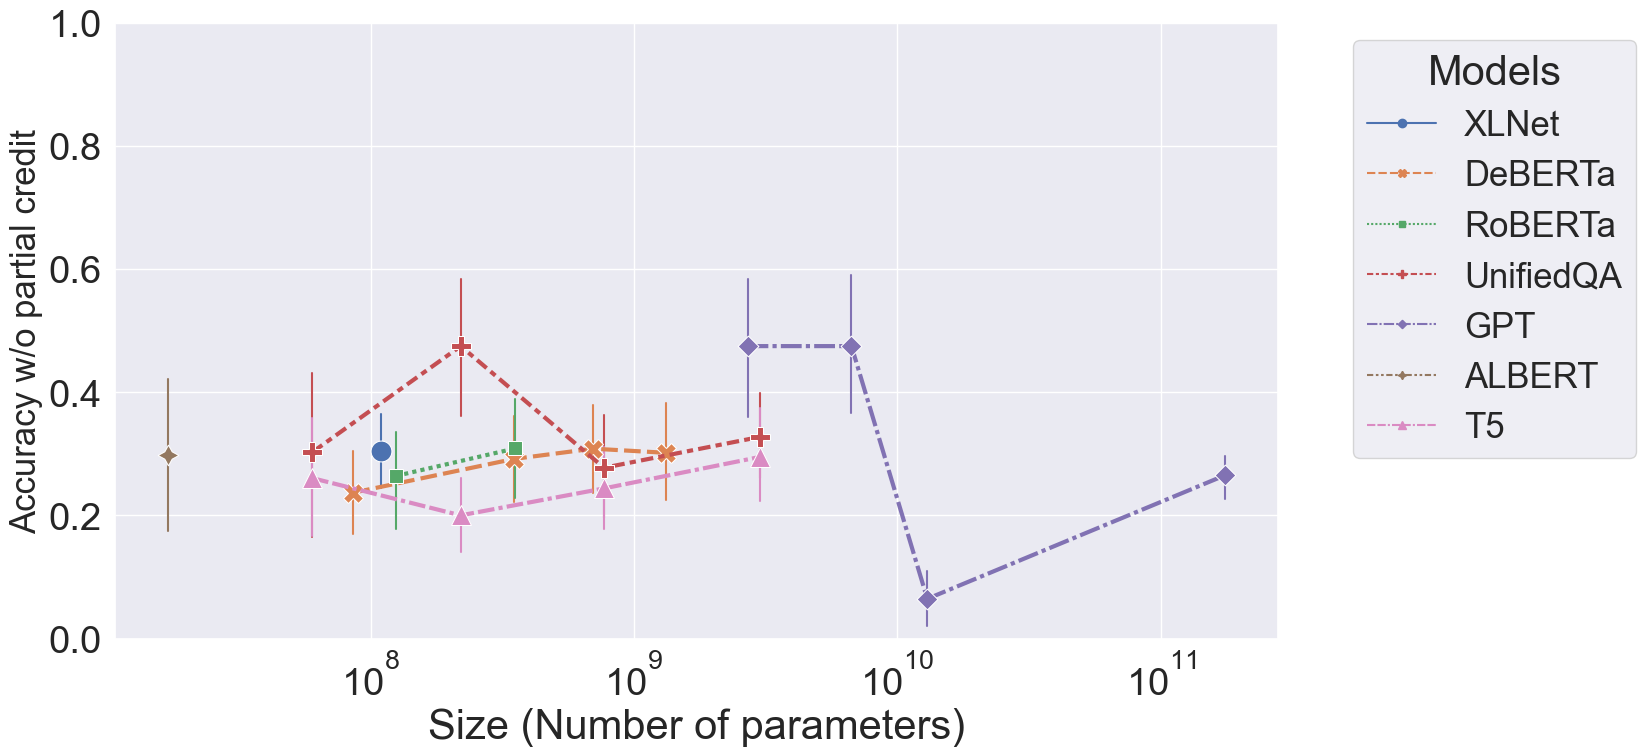 1.0
0.8
0.6
0.4
0.2
0.0
Accuracy w/o partial credit
10^8
10^9
10^10
10^11
Size (Number of parameters)
Models
XLNet
DeBERTa
RoBERTa
UnifiedQA
GPT
ALBERT
T5